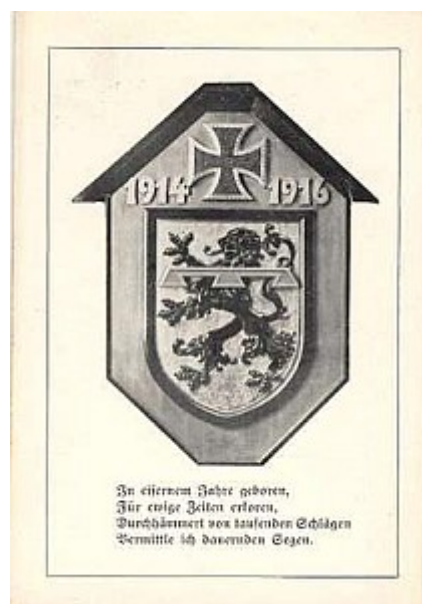 1914 1916
In eisernem Jahre geboren,
Für ewige Zeiten erkoren,
Durchhämmert von tausenden Schlägen
Vermittle ich dauernden Segen.